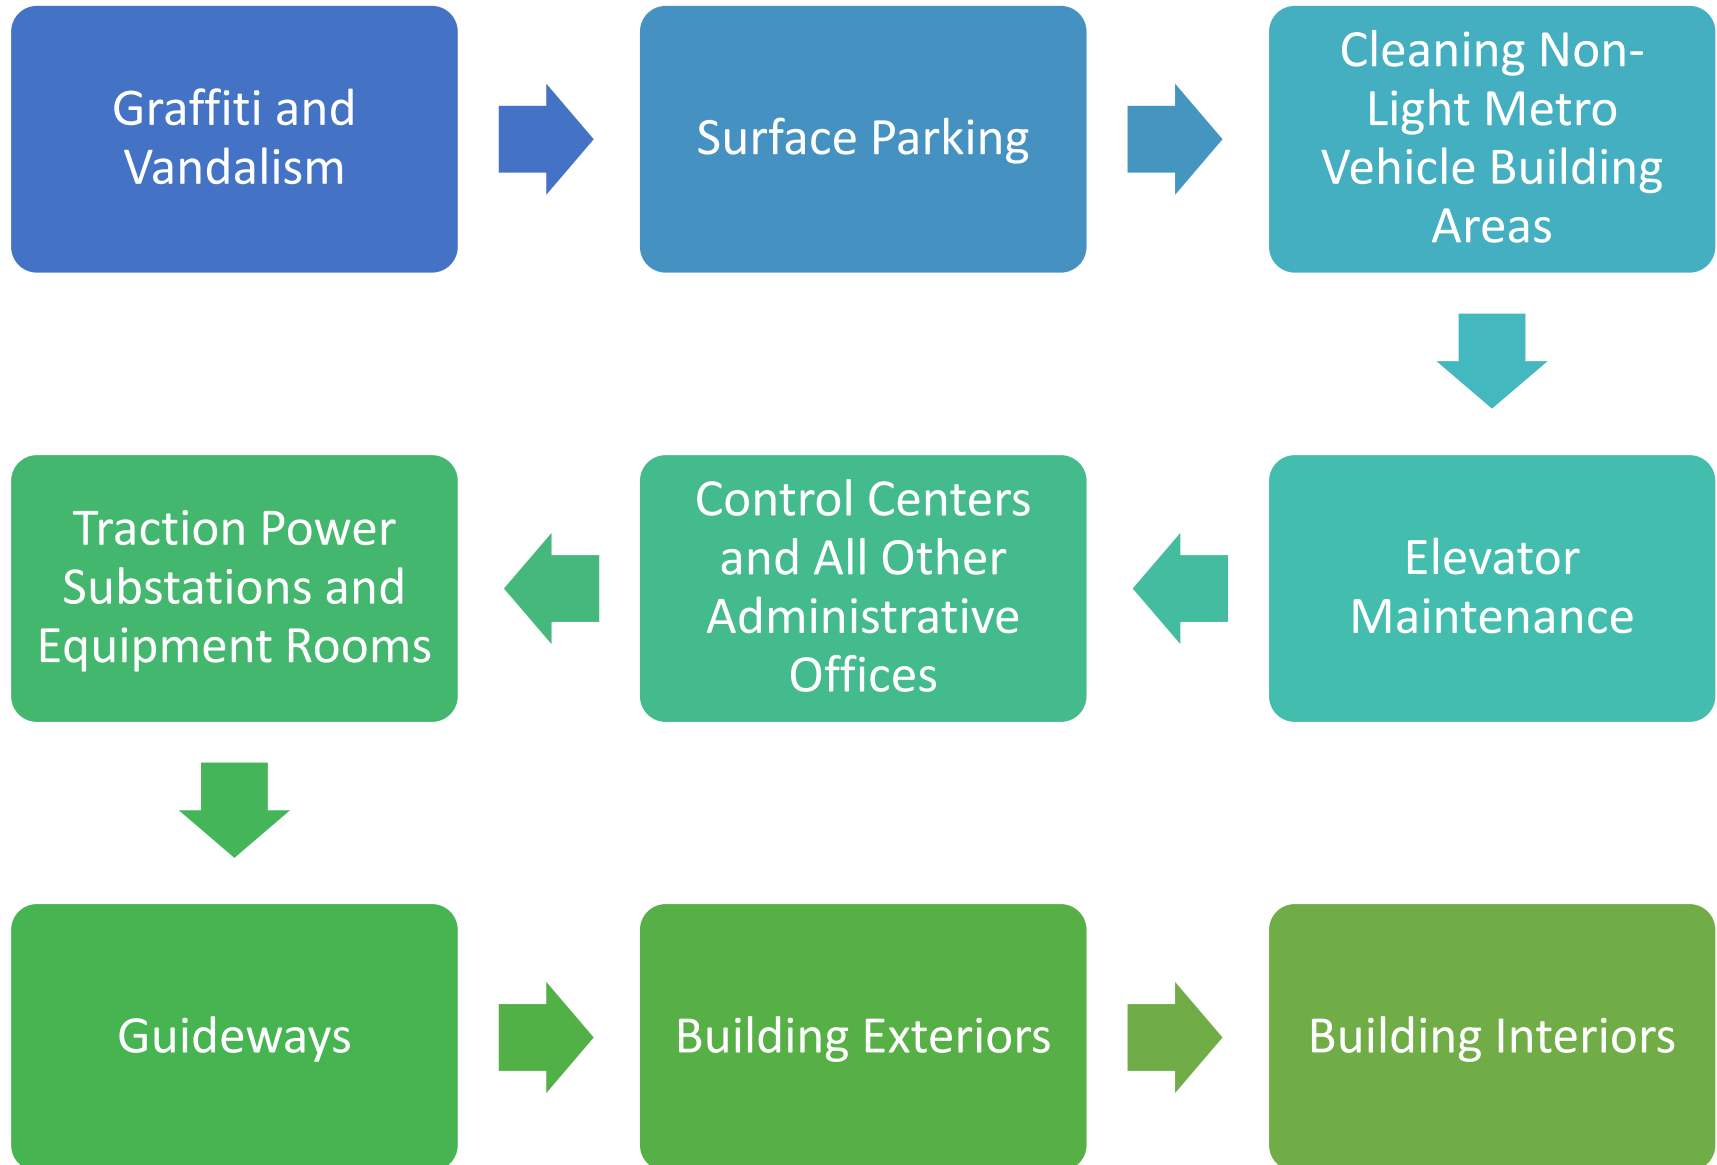 Graffiti and
Vandalism
Surface Parking
Cleaning Non-
Light Metro
Vehicle Building
Areas
Elevator
Maintenance
Control Centers
and All Other
Administrative
Offices
Traction Power
Substations and
Equipment Rooms
Guideways
Building Exteriors
Building Interiors